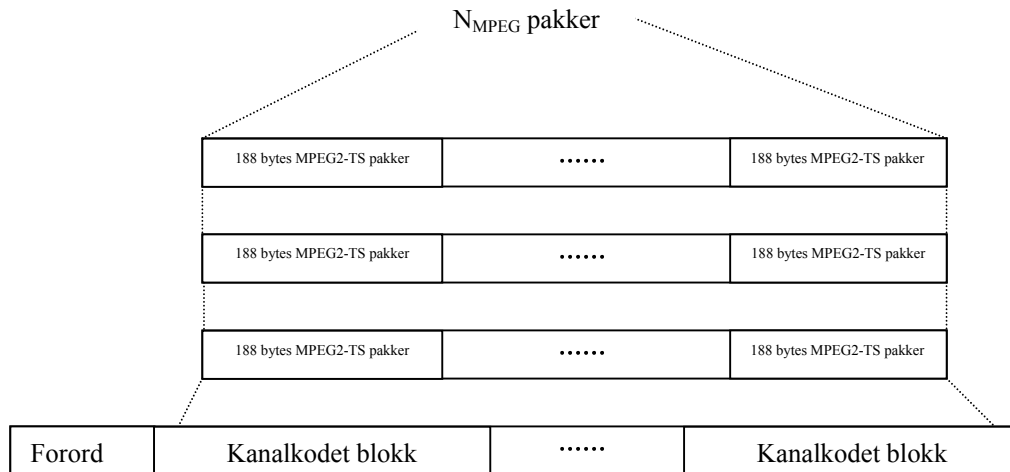 N_MPEG pakker
188 bytes MPEG2-TS pakker ...... 188 bytes MPEG2-TS pakker
188 bytes MPEG2-TS pakker ...... 188 bytes MPEG2-TS pakker
188 bytes MPEG2-TS pakker ...... 188 bytes MPEG2-TS pakker
Forord Kanalkodet blokk ...... Kanalkodet blokk